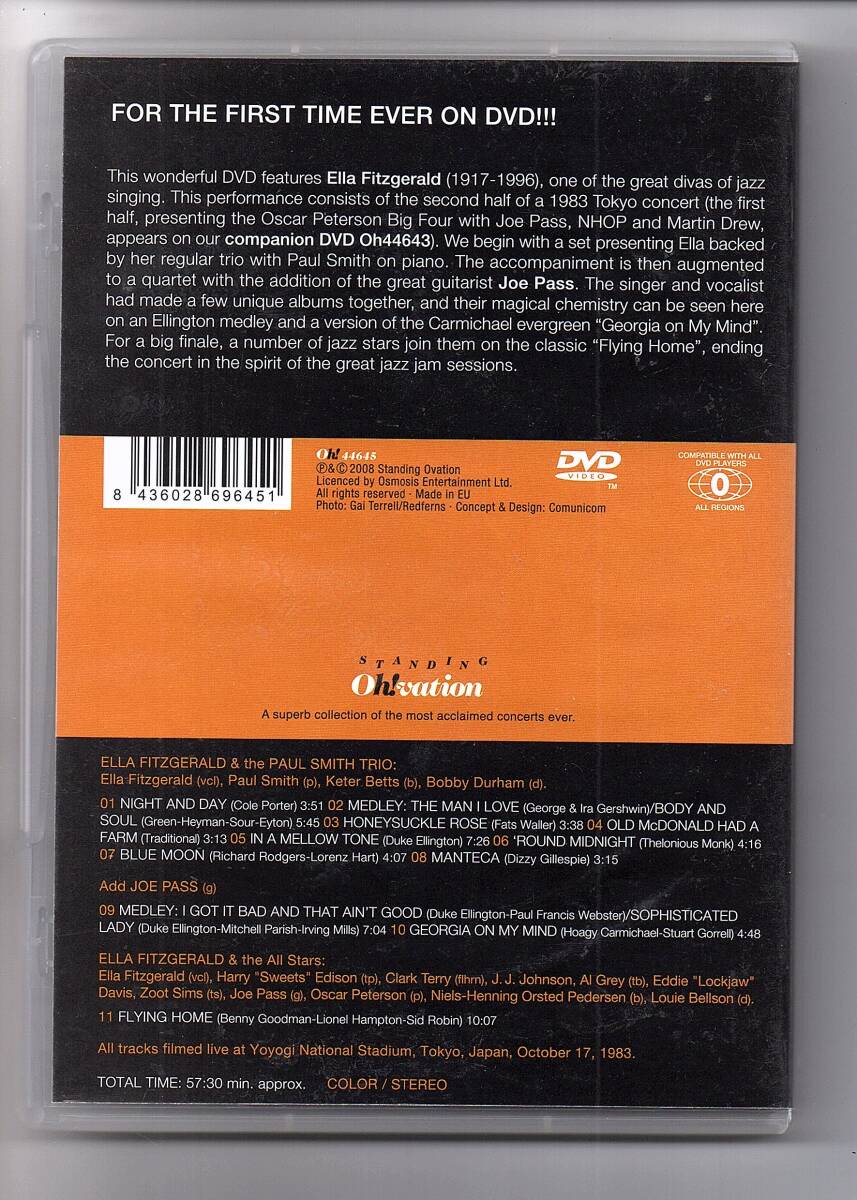 FOR THE FIRST TIME EVER ON DVD!!!
This wonderful DVD features Ella Fitzgerald (1917-1996), one of the great divas of jazz
singing. This performance consists of the second half of a 1983 Tokyo concert (the first
half, presenting the Oscar Peterson Big Four with Joe Pass, NHOP and Martin Drew,
appears on our companion DVD Oh44643). We begin with a set presenting Ella backed
by her regular trio with Paul Smith on piano. The accompaniment is then augmented
to a quartet with the addition of the great guitarist Joe Pass. The singer and vocalist
had made a few unique albums together, and their magical chemistry can be seen here
on an Ellington medley and a version of the Carmichael evergreen “Georgia on My Mind”.
For a big finale, a number of jazz stars join them on the classic “Flying Home”, ending
the concert in the spirit of the great jazz jam sessions.
8 436028 696451
Oh! 44645
℗&© 2008 Standing Ovation
Licenced by Osmosis Entertainment Ltd.
All rights reserved · Made in EU
Photo: Gai Terrell/Redferns · Concept & Design: Comunicom
DVD
VIDEO
TM
COMPATIBLE WITH ALL
DVD PLAYERS
0
ALL REGIONS
STANDING
Oh!vation
A superb collection of the most acclaimed concerts ever.
ELLA FITZGERALD & the PAUL SMITH TRIO:
Ella Fitzgerald (vcl), Paul Smith (p), Keter Betts (b), Bobby Durham (d).
01 NIGHT AND DAY (Cole Porter) 3:51 02 MEDLEY: THE MAN I LOVE (George & Ira Gershwin)/BODY AND
SOUL (Green-Heyman-Sour-Eyton) 5:45 03 HONEYSUCKLE ROSE (Fats Waller) 3:38 04 OLD McDONALD HAD A
FARM (Traditional) 3:13 05 IN A MELLOW TONE (Duke Ellington) 7:26 06 ‘ROUND MIDNIGHT (Thelonious Monk) 4:16
07 BLUE MOON (Richard Rodgers-Lorenz Hart) 4:07 08 MANTECA (Dizzy Gillespie) 3:15
Add JOE PASS (g)
09 MEDLEY: I GOT IT BAD AND THAT AIN’T GOOD (Duke Ellington-Paul Francis Webster)/SOPHISTICATED
LADY (Duke Ellington-Mitchell Parish-Irving Mills) 7:04 10 GEORGIA ON MY MIND (Hoagy Carmichael-Stuart Gorrell) 4:48
ELLA FITZGERALD & the All Stars:
Ella Fitzgerald (vcl), Harry "Sweets" Edison (tp), Clark Terry (flhrn), J. J. Johnson, Al Grey (tb), Eddie "Lockjaw"
Davis, Zoot Sims (ts), Joe Pass (g), Oscar Peterson (p), Niels-Henning Orsted Pedersen (b), Louie Bellson (d).
11 FLYING HOME (Benny Goodman-Lionel Hampton-Sid Robin) 10:07
All tracks filmed live at Yoyogi National Stadium, Tokyo, Japan, October 17, 1983.
TOTAL TIME: 57:30 min. approx. COLOR / STEREO